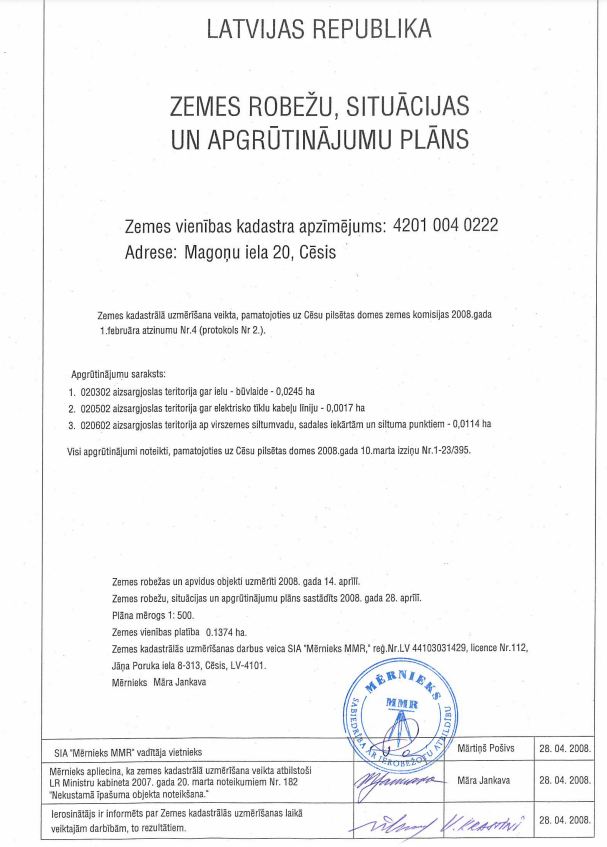 LATVIJAS REPUBLIKA
ZEMES ROBEŽU, SITUĀCIJAS
UN APGRŪTINĀJUMU PLĀNS
Zemes vienības kadastra apzīmējums: 4201 004 0222
Adrese: Magoņu iela 20, Cēsis
Zemes kadastrālā uzmērīšana veikta, pamatojoties uz Cēsu pilsētas domes zemes komisijas 2008.gada
1.februāra atzinumu Nr.4 (protokols Nr 2.).
Apgrūtinājumu saraksts:
1. 020302 aizsargjoslas teritorija gar ielu - būvlaide - 0,0245 ha
2. 020502 aizsargjoslas teritorija gar elektrisko tīklu kabeļu līniju - 0,0017 ha
3. 020602 aizsargjoslas teritorija ap virszemes siltumvadu, sadales iekārtām un siltuma punktiem - 0,0114 ha
Visi apgrūtinājumi noteikti, pamatojoties uz Cēsu pilsētas domes 2008.gada 10.marta izziņu Nr.1-23/395.
Zemes robežas un apvidus objekti uzmērīti 2008. gada 14. aprīlī.
Zemes robežu, situācijas un apgrūtinājumu plāns sastādīts 2008. gada 28. aprīlī.
Plāna mērogs 1: 500.
Zemes vienības platība 0.1374 ha.
Zemes kadastrālās uzmērīšanas darbus veica SIA "Mērnieks MMR," reģ.Nr.LV 44103031429, licence Nr.112,
Jāņa Poruka iela 8-313, Cēsis, LV-4101.
Mērnieks Māra Jankava
MĒRNIEKS
MMR
SABIEDRĪBA AR IEROBEŽOTU ATBILDĪBU
SIA "Mērnieks MMR" vadītāja vietnieks Mārtiņš Pošivs 28. 04. 2008.
Mērnieks apliecina, ka zemes kadastrālā uzmērīšana veikta atbilstoši
LR Ministru kabineta 2007. gada 20. marta noteikumiem Nr. 182
"Nekustamā īpašuma objekta noteikšana."
Māra Jankava 28. 04. 2008.
Ierosinātājs ir informēts par Zemes kadastrālās uzmērīšanas laikā
veiktajām darbībām, to rezultātiem.
28. 04. 2008.